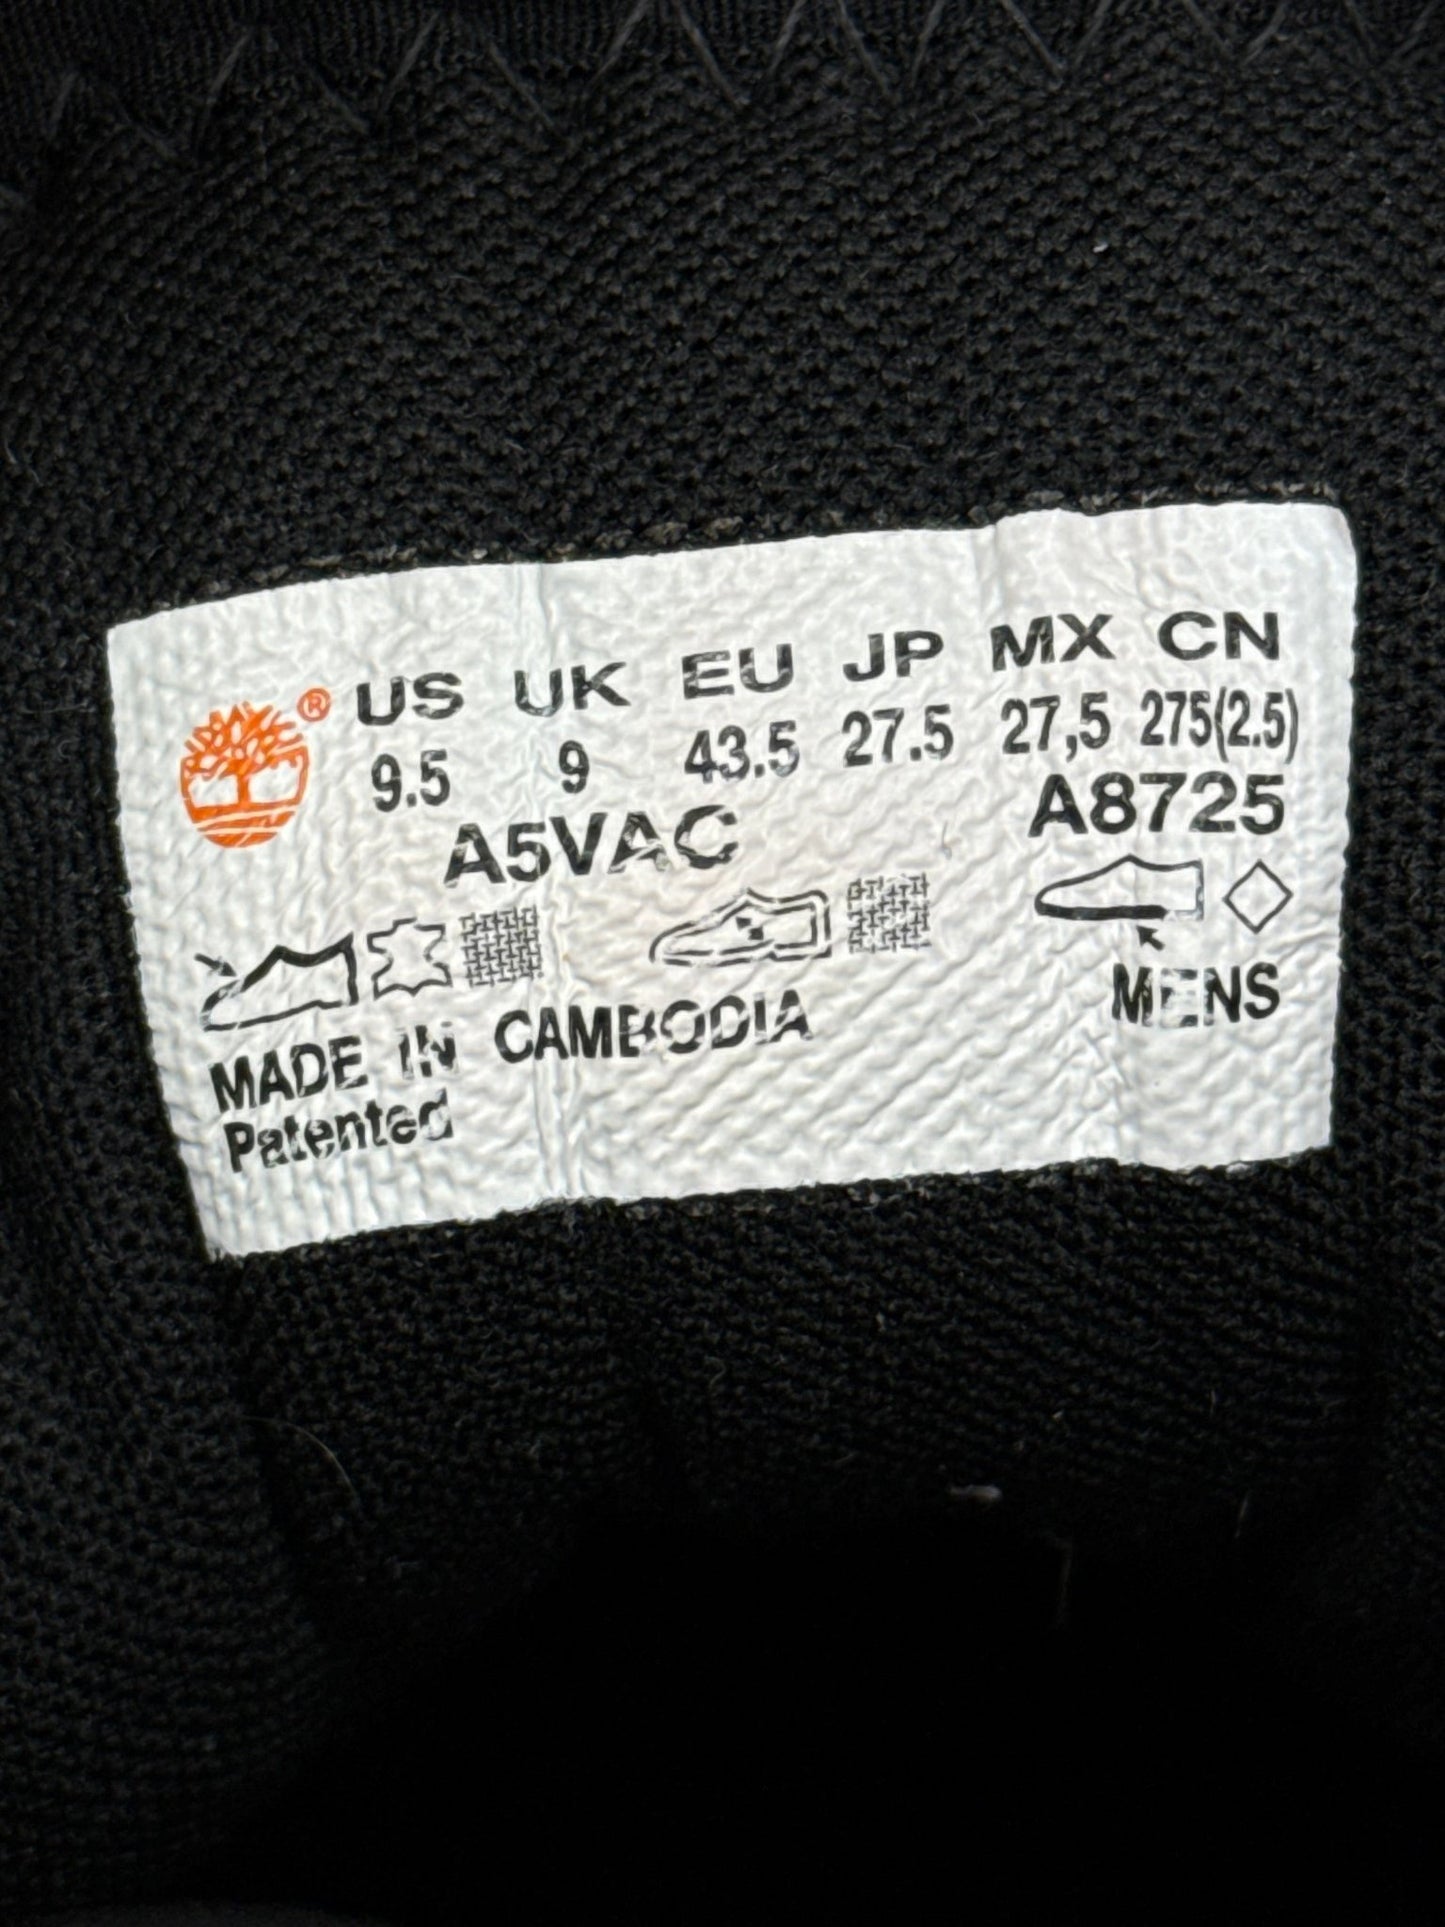 ® US UK EU JP MX CN
9.5 9 43.5 27.5 27,5 275(2.5)
A5VAC A8725
MENS
MADE IN CAMBODIA
Patented